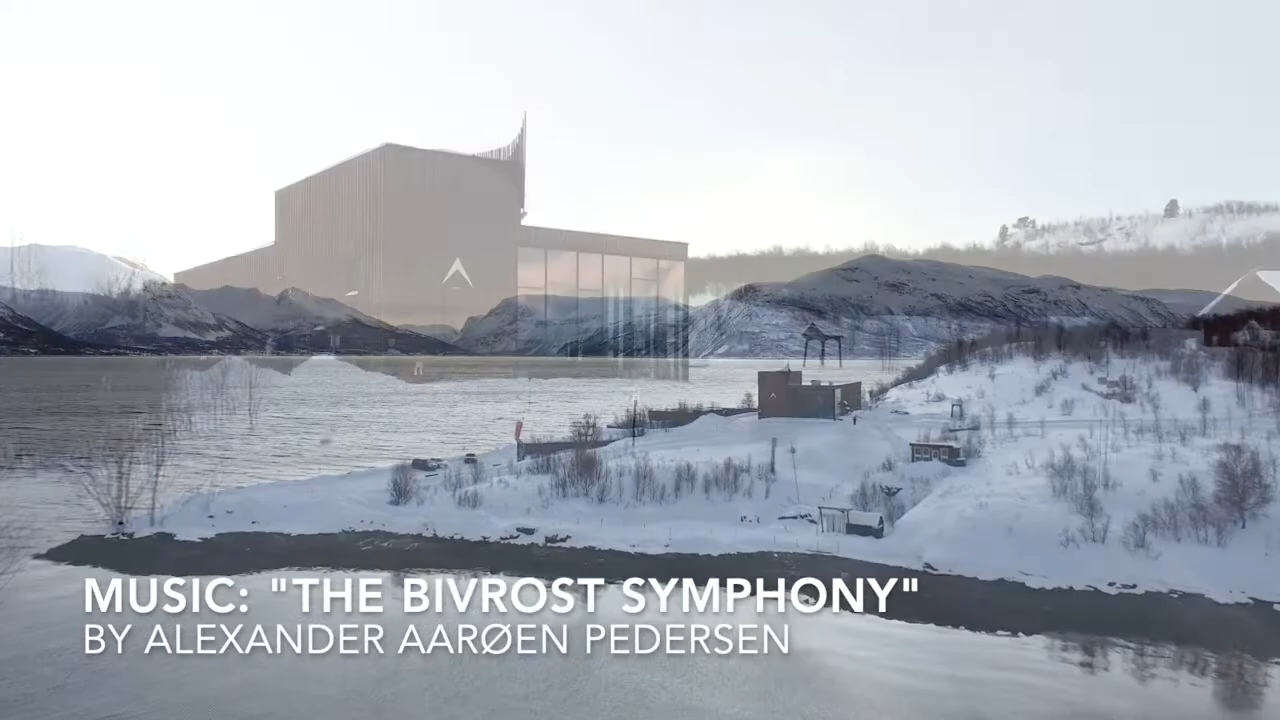 MUSIC: "THE BIVROST SYMPHONY"
BY ALEXANDER AARØEN PEDERSEN